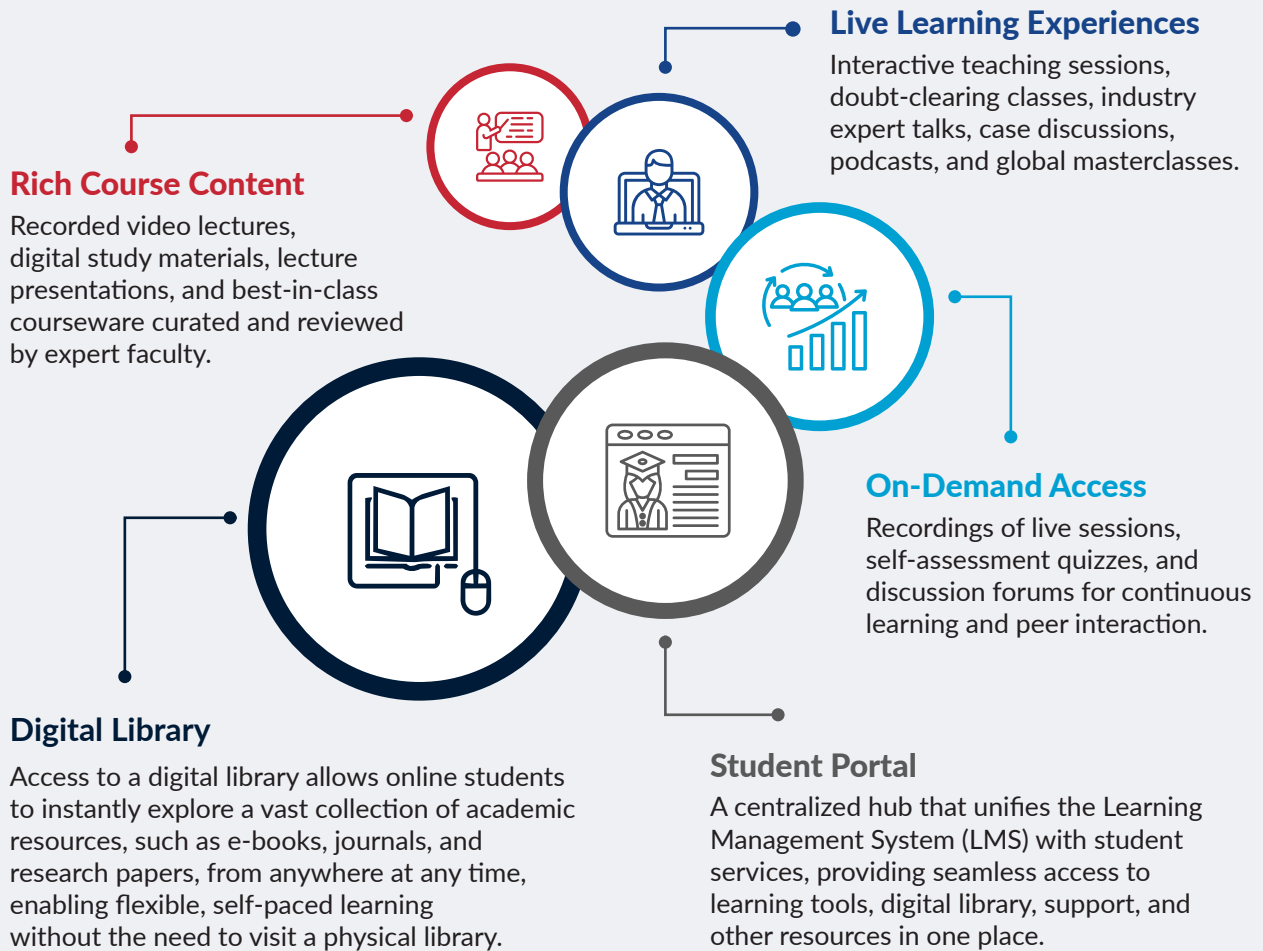 Live Learning Experiences
Interactive teaching sessions,
doubt-clearing classes, industry
expert talks, case discussions,
podcasts, and global masterclasses.
Rich Course Content
Recorded video lectures,
digital study materials, lecture
presentations, and best-in-class
courseware curated and reviewed
by expert faculty.
On-Demand Access
Recordings of live sessions,
self-assessment quizzes, and
discussion forums for continuous
learning and peer interaction.
Digital Library
Access to a digital library allows online students
to instantly explore a vast collection of academic
resources, such as e-books, journals, and
research papers, from anywhere at any time,
enabling flexible, self-paced learning
without the need to visit a physical library.
Student Portal
A centralized hub that unifies the Learning
Management System (LMS) with student
services, providing seamless access to
learning tools, digital library, support, and
other resources in one place.